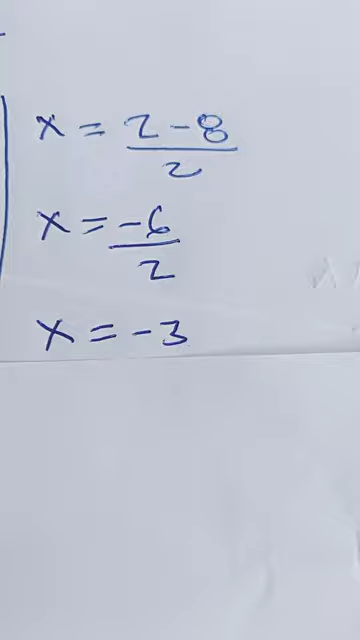 x = 2 - 8
2
x = -6
2
x = -3